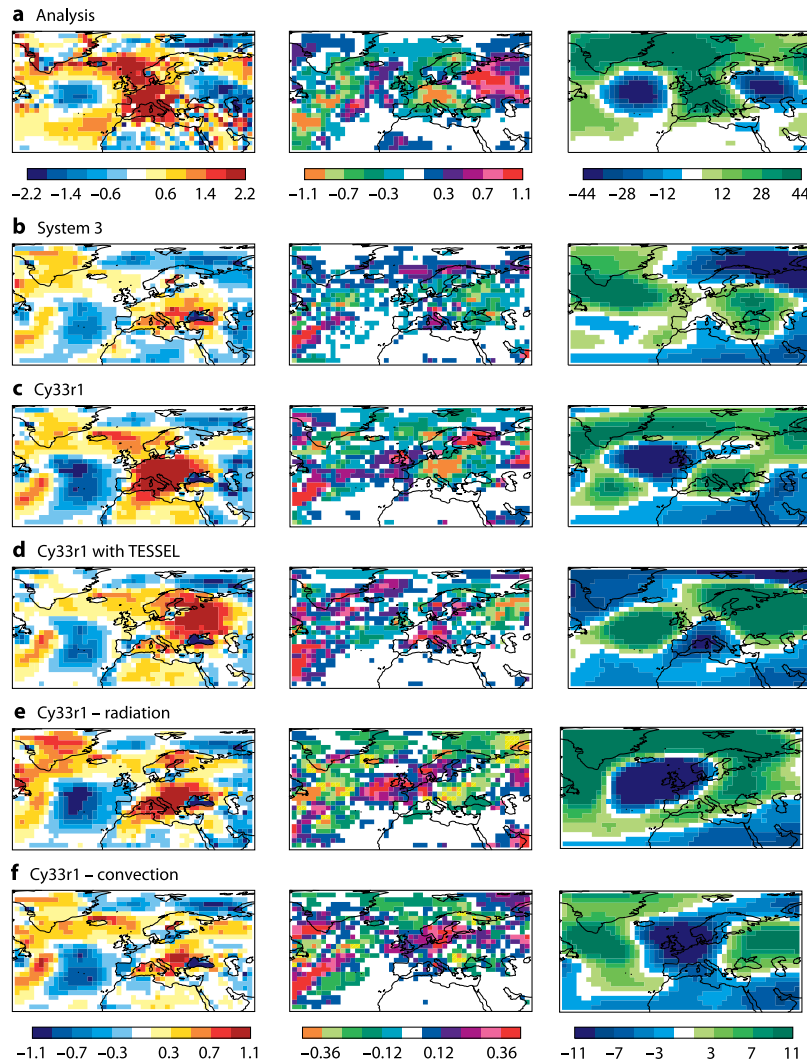 a Analysis
−2.2 −1.4 −0.6 0.6 1.4 2.2
−1.1 −0.7 −0.3 0.3 0.7 1.1
−44 −28 −12 12 28 44
b System 3
c Cy33r1
d Cy33r1 with TESSEL
e Cy33r1 – radiation
f Cy33r1 – convection
−1.1 −0.7 −0.3 0.3 0.7 1.1
−0.36 −0.12 0.12 0.36
−11 −7 −3 3 7 11